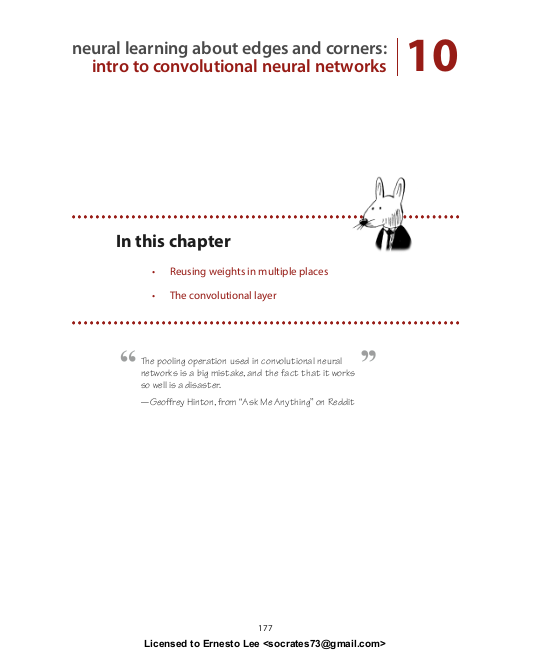 neural learning about edges and corners:
intro to convolutional neural networks
10
In this chapter
• Reusing weights in multiple places
• The convolutional layer
“ The pooling operation used in convolutional neural ”
networks is a big mistake, and the fact that it works
so well is a disaster.
—Geoffrey Hinton, from “Ask Me Anything” on Reddit
177
Licensed to Ernesto Lee <socrates73@gmail.com>